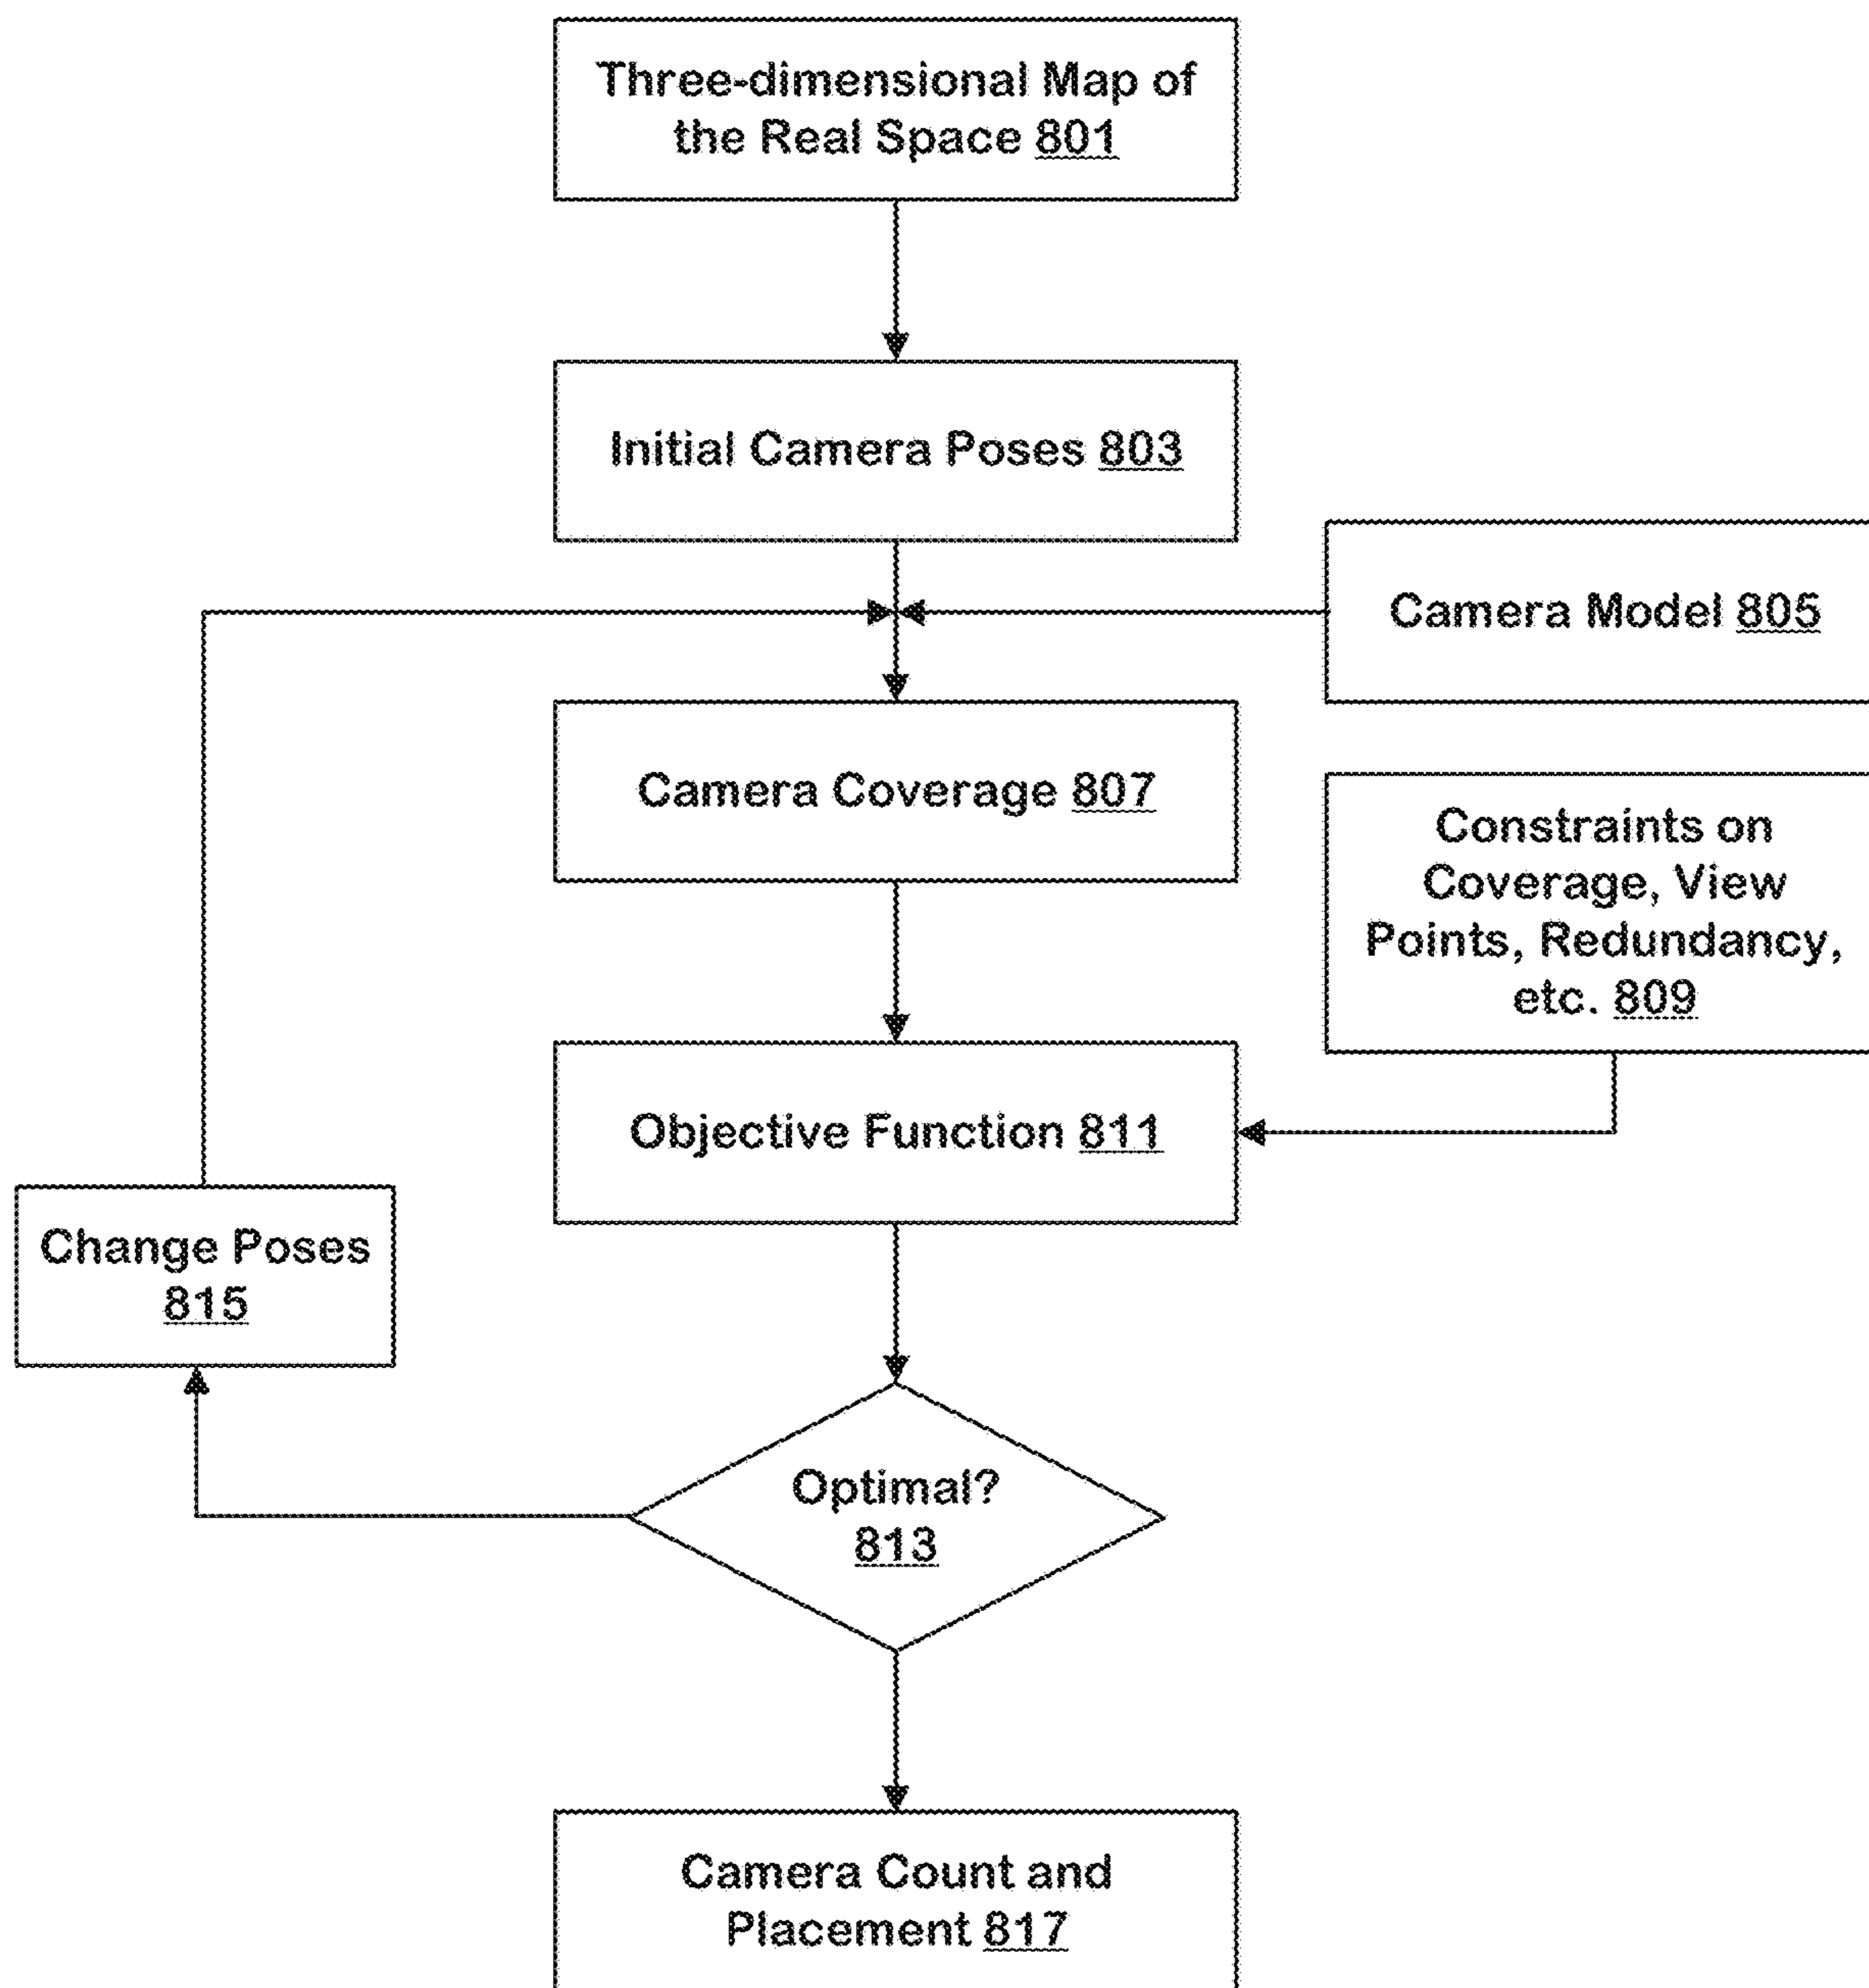 Three-dimensional Map of
the Real Space 801
Initial Camera Poses 803
Camera Model 805
Camera Coverage 807
Constraints on
Coverage, View
Points, Redundancy,
etc. 809
Objective Function 811
Change Poses
815
Optimal?
813
Camera Count and
Placement 817